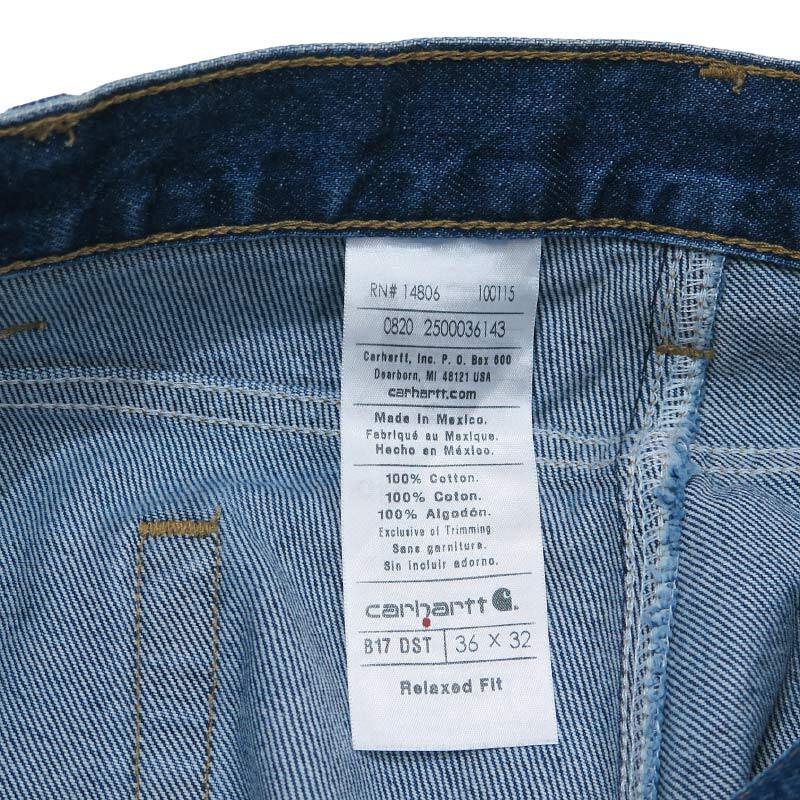 RN# 14806 100115
0820 2500036143
Carhartt, Inc. P. O. Box 600
Dearborn, MI 48121 USA
carhartt.com
Made in Mexico.
Fabriqué au Mexique.
Hecho en México.
100% Cotton.
100% Coton.
100% Algodón.
Exclusive of Trimming
Sans garniture.
Sin incluir adorno.
carhartt
B17 DST 36 X 32
Relaxed Fit